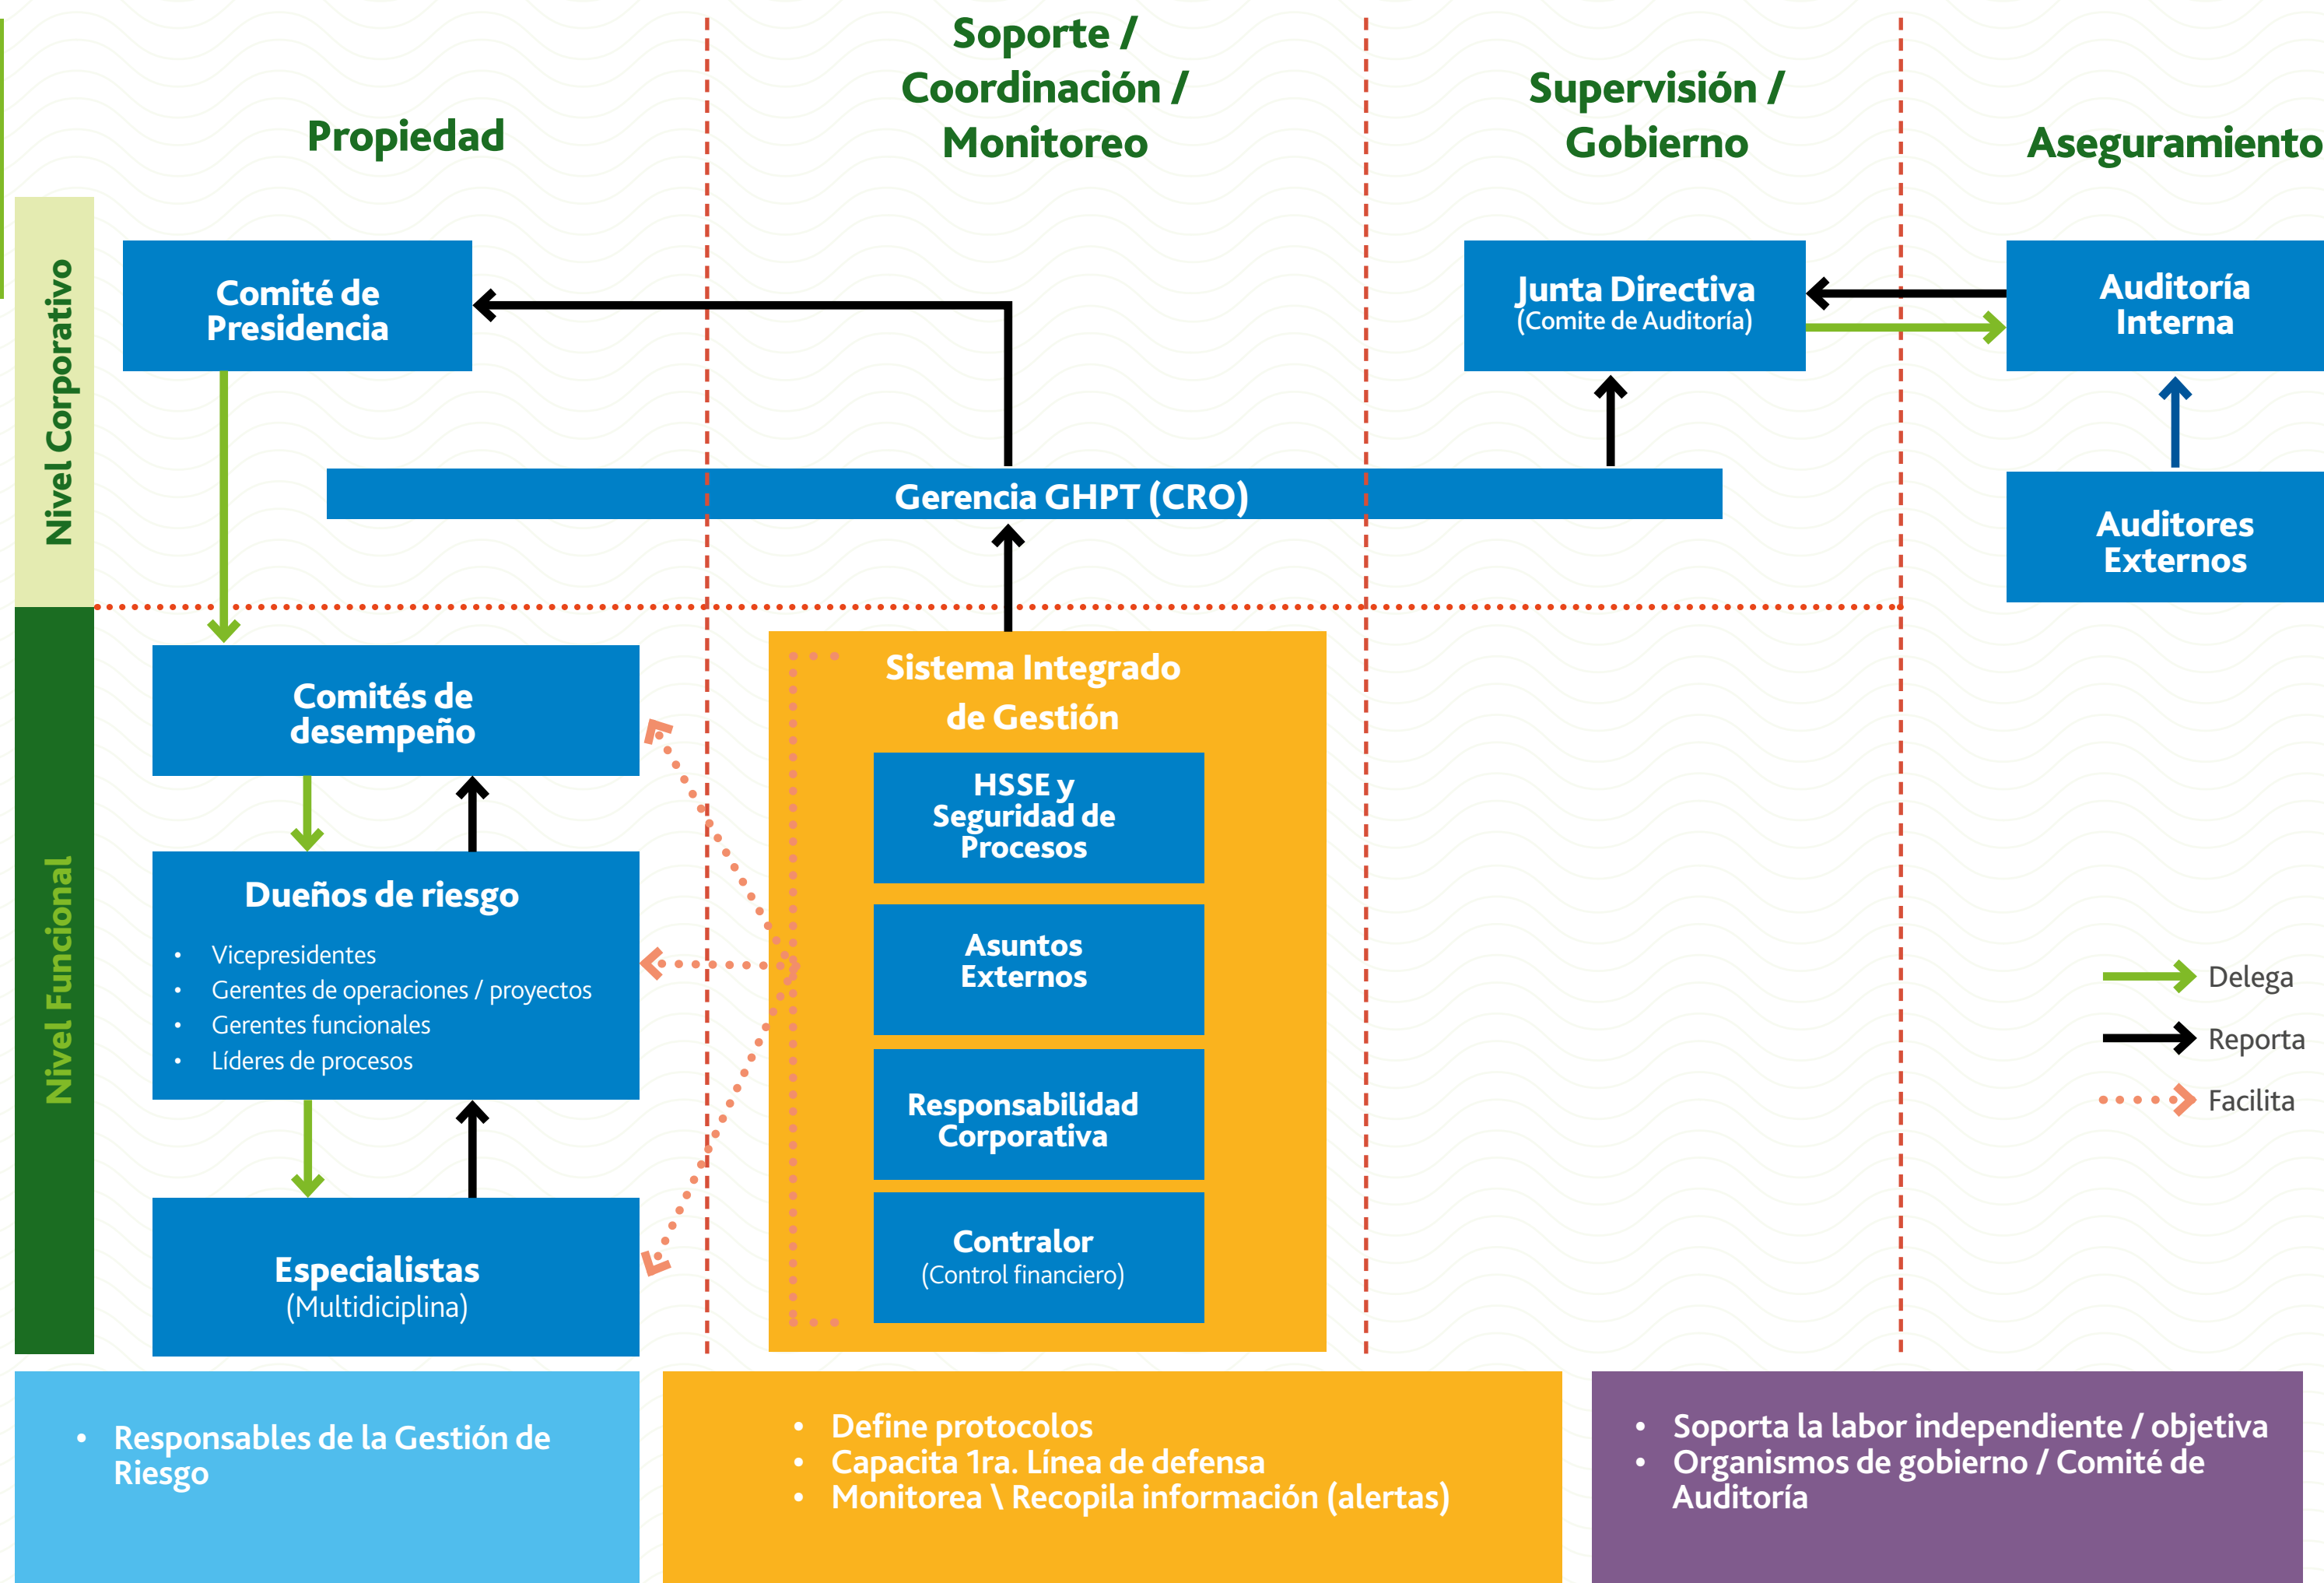 Propiedad
Soporte /
Coordinación /
Monitoreo
Supervisión /
Gobierno
Aseguramiento
Nivel Corporativo
Comité de
Presidencia
Junta Directiva
(Comite de Auditoría)
Auditoría
Interna
Gerencia GHPT (CRO)
Auditores
Externos
Nivel Funcional
Comités de
desempeño
Dueños de riesgo
• Vicepresidentes
• Gerentes de operaciones / proyectos
• Gerentes funcionales
• Líderes de procesos
Especialistas
(Multidiciplina)
Sistema Integrado
de Gestión
HSSE y
Seguridad de
Procesos
Asuntos
Externos
Responsabilidad
Corporativa
Contralor
(Control financiero)
Delega
Reporta
Facilita
• Responsables de la Gestión de
Riesgo
• Define protocolos
• Capacita 1ra. Línea de defensa
• Monitorea \ Recopila información (alertas)
• Soporta la labor independiente / objetiva
• Organismos de gobierno / Comité de
Auditoría